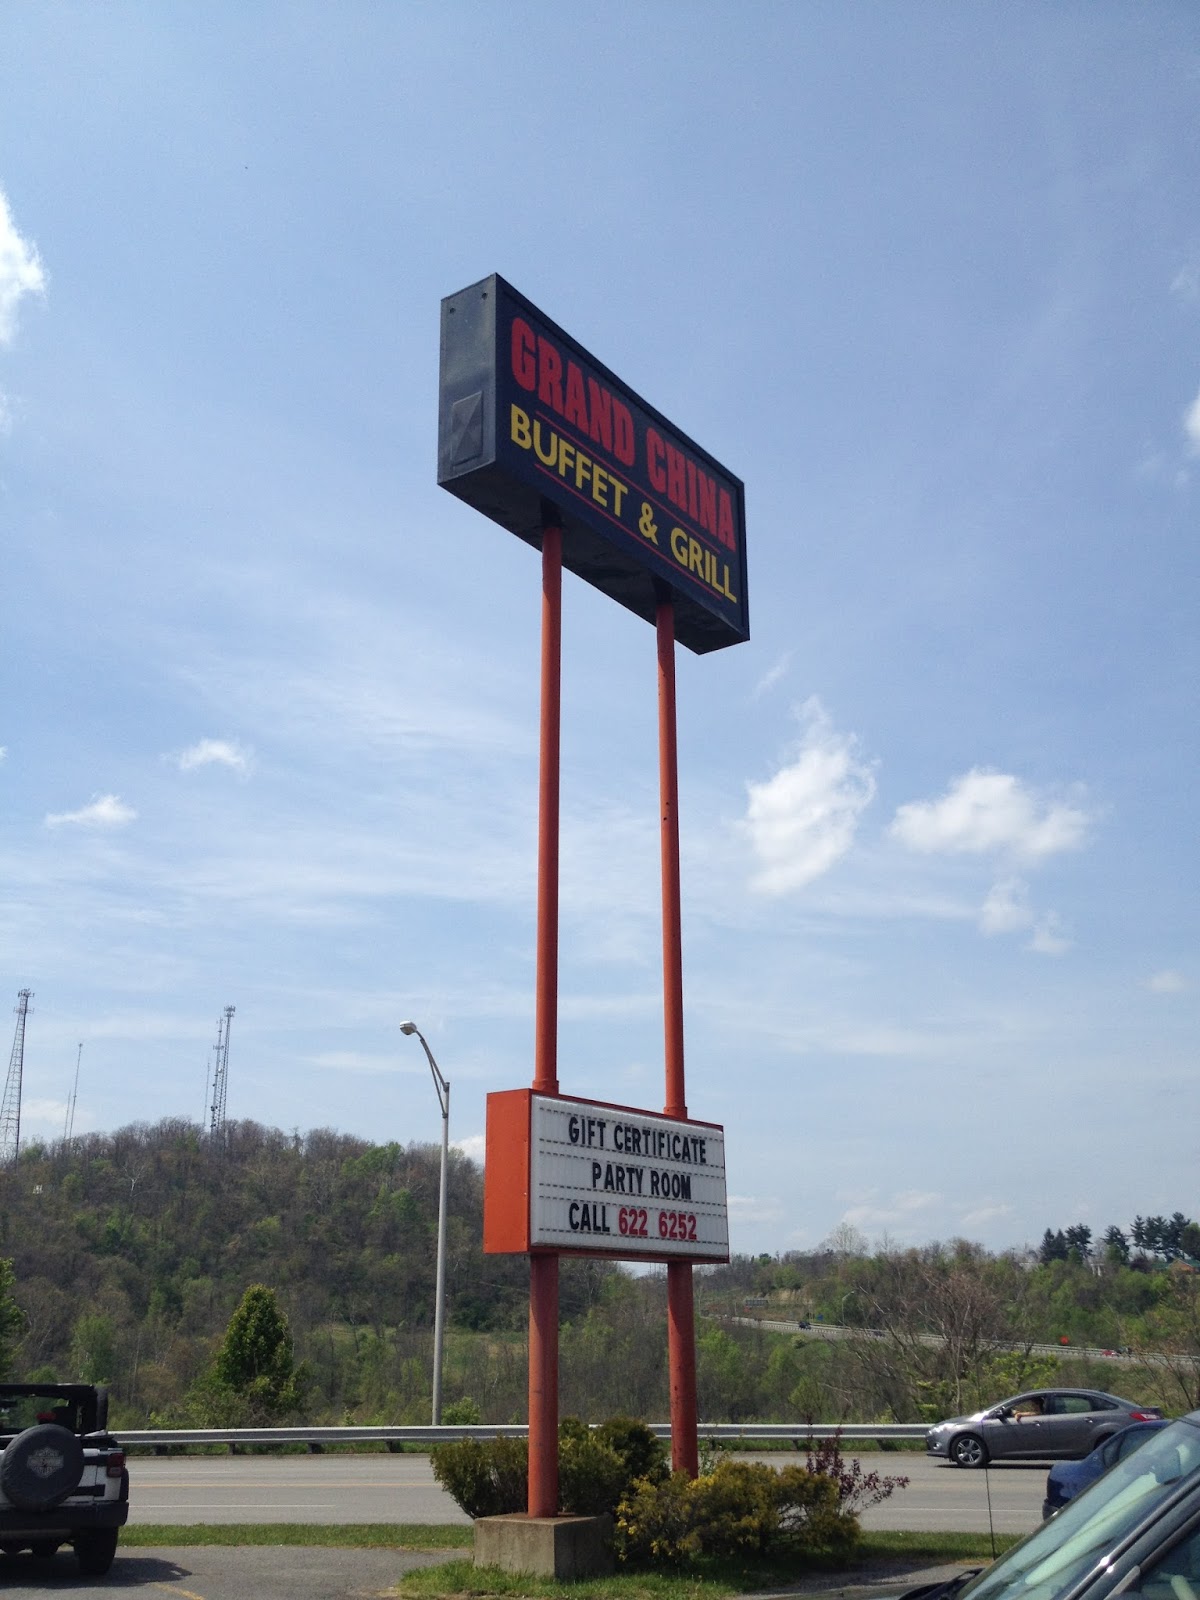 GRAND CHINA
BUFFET & GRILL
GIFT CERTIFICATE
PARTY ROOM
CALL 622 6252